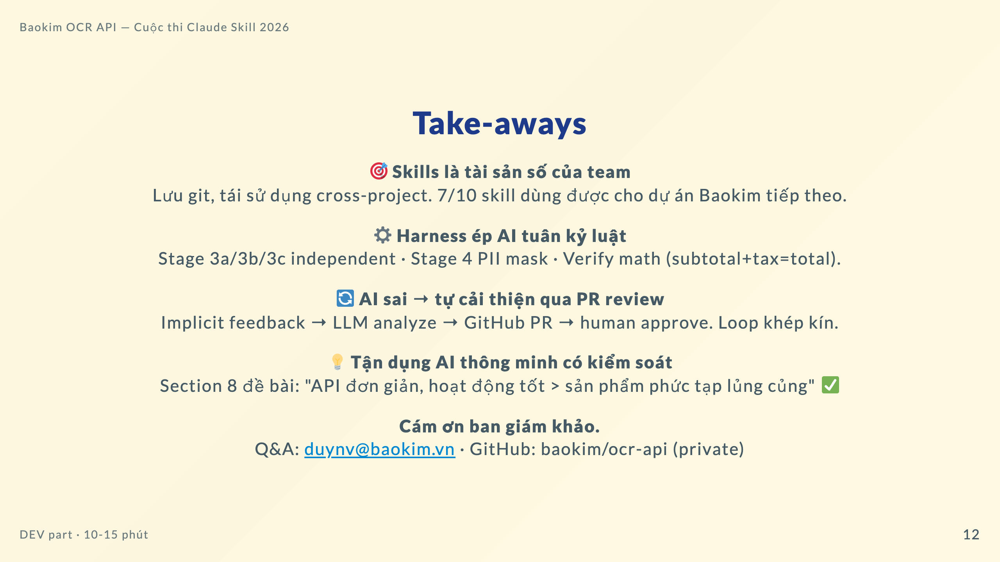 Baokim OCR API — Cuộc thi Claude Skill 2026
Take-aways
🎯 Skills là tài sản số của team
Lưu git, tái sử dụng cross-project. 7/10 skill dùng được cho dự án Baokim tiếp theo.
⚙️ Harness ép AI tuân kỷ luật
Stage 3a/3b/3c independent · Stage 4 PII mask · Verify math (subtotal+tax=total).
🔄 AI sai → tự cải thiện qua PR review
Implicit feedback → LLM analyze → GitHub PR → human approve. Loop khép kín.
💡 Tận dụng AI thông minh có kiểm soát
Section 8 đề bài: "API đơn giản, hoạt động tốt > sản phẩm phức tạp lủng củng" ✅
Cám ơn ban giám khảo.
Q&A: duynv@baokim.vn · GitHub: baokim/ocr-api (private)
DEV part · 10-15 phút
12